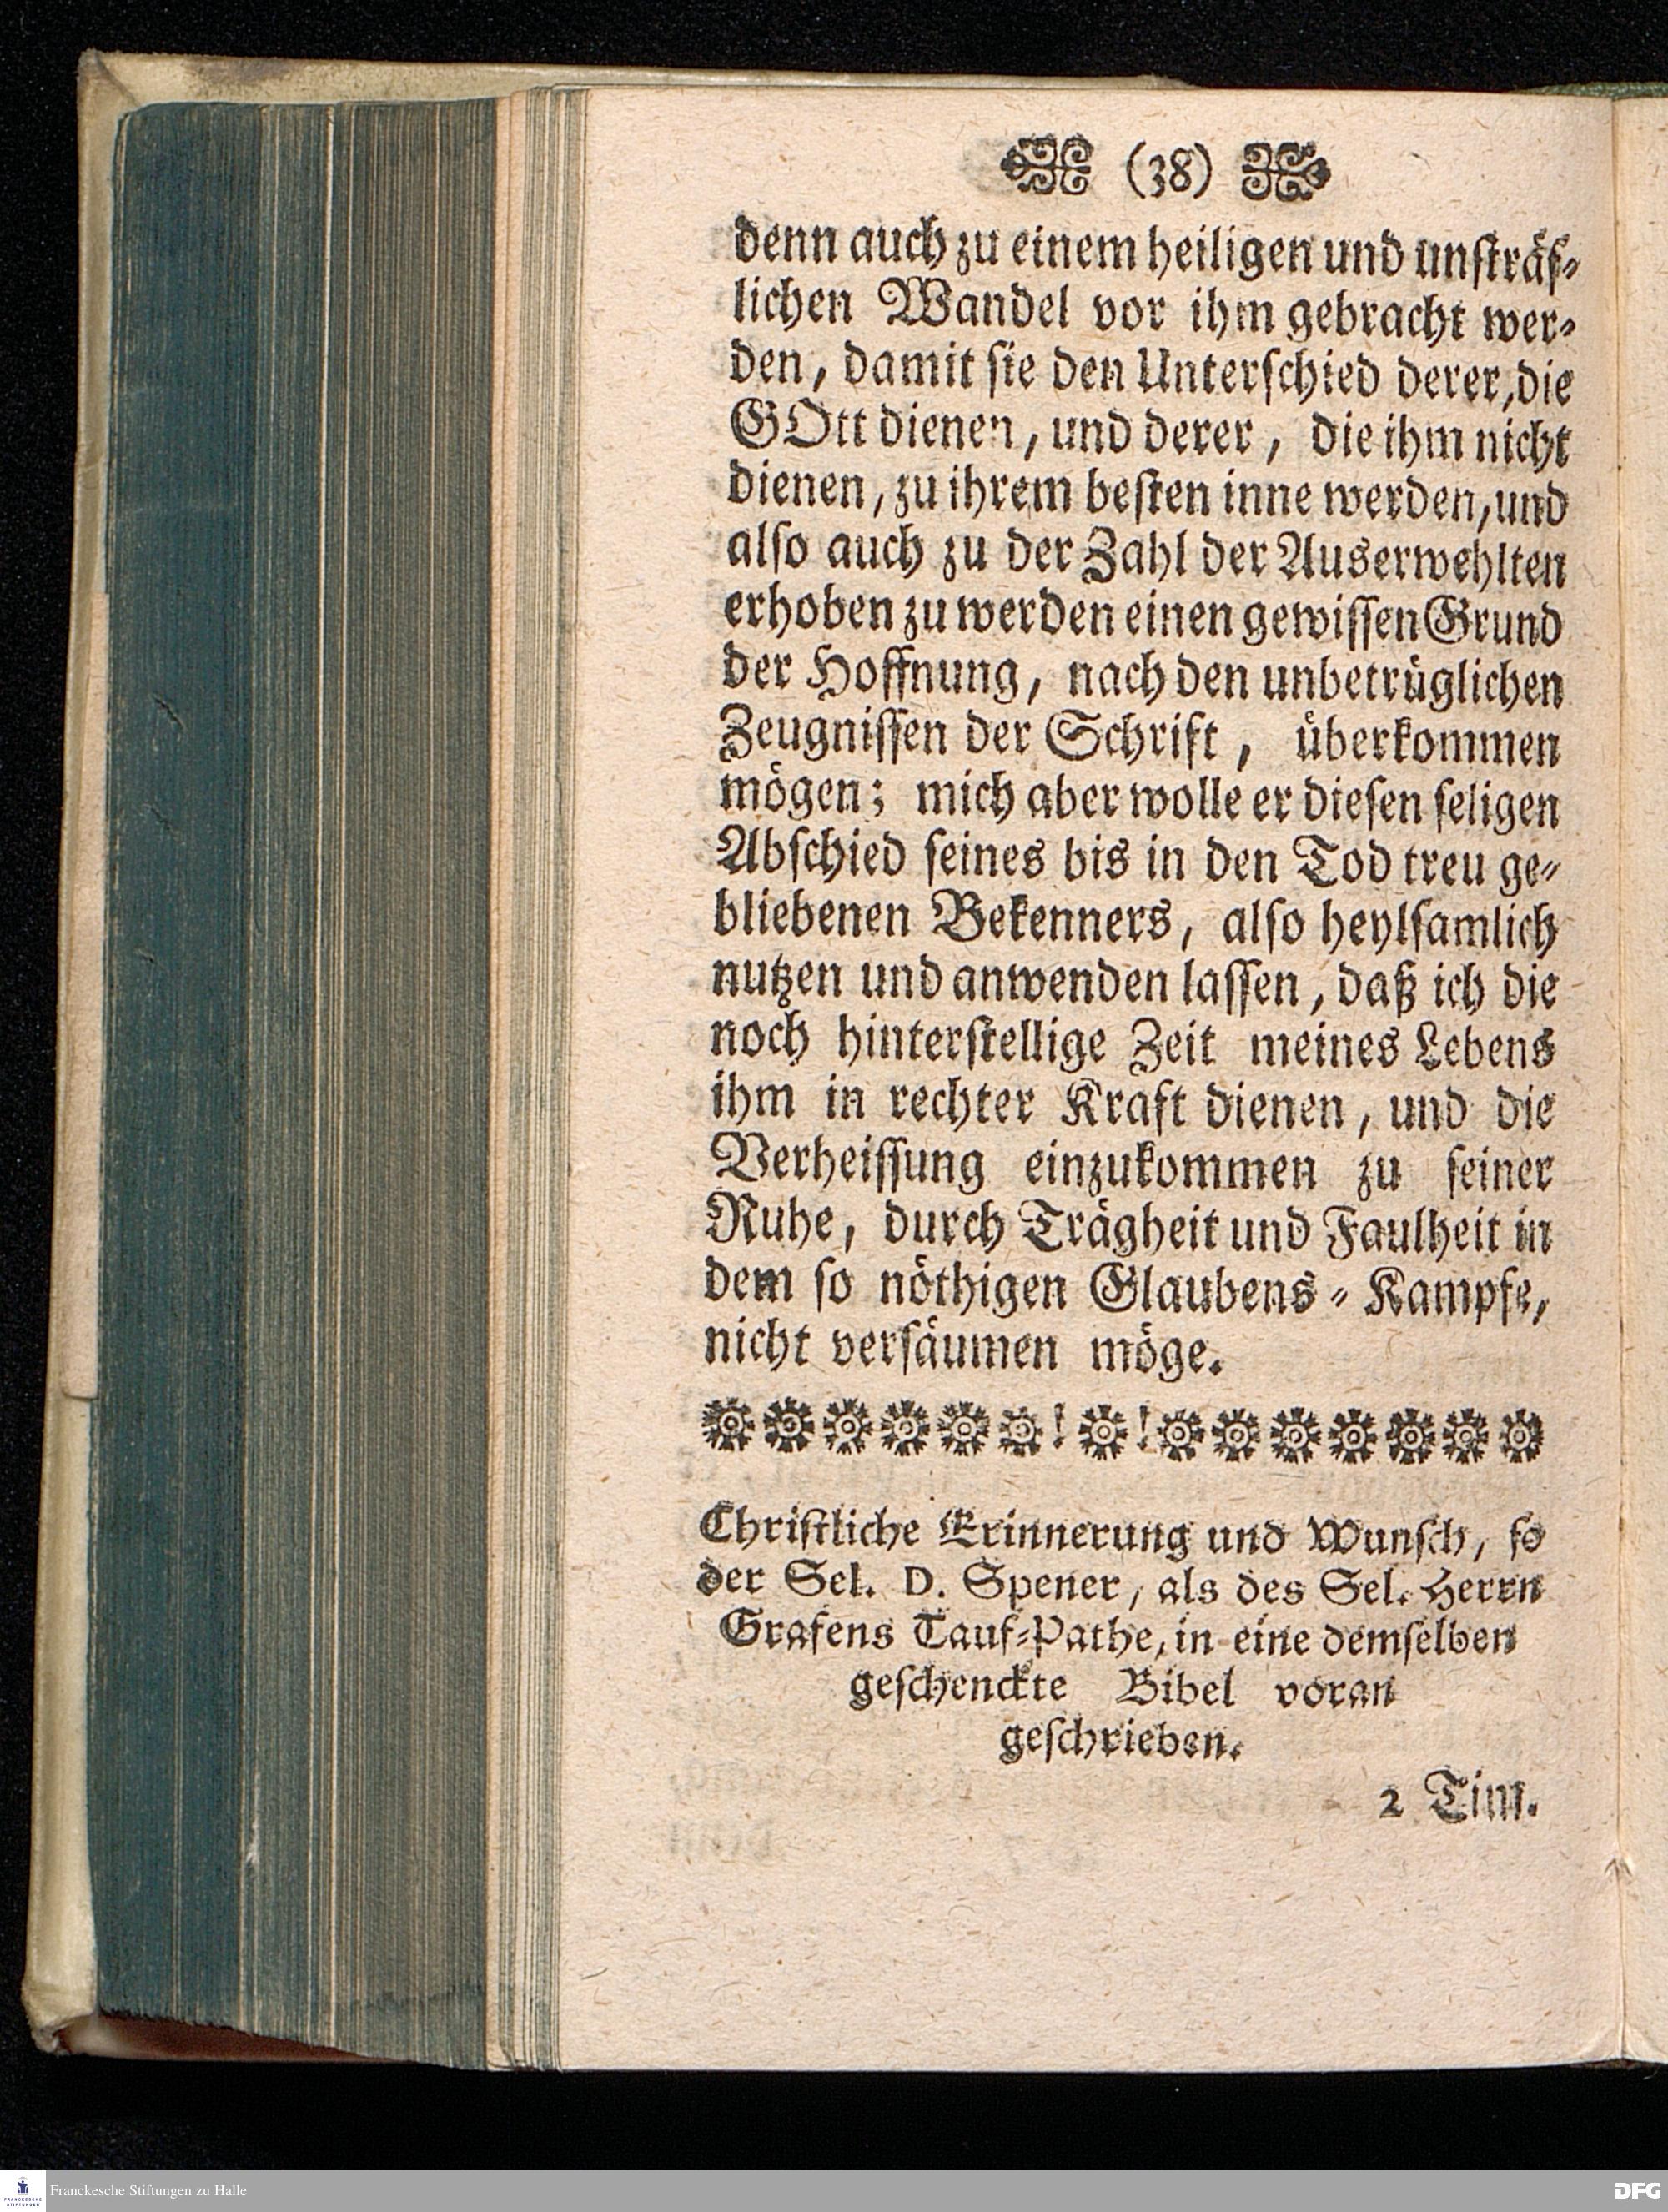 (38)
denn auch zu einem heiligen und unsträf-
lichen Wandel vor ihm gebracht wer-
den, damit sie den Unterschied derer, die
GOtt dienen, und derer, die ihm nicht
dienen, zu ihrem besten inne werden, und
also auch zu der Zahl der Auserwehlten
erhoben zu werden einen gewissen Grund
der Hoffnung, nach den unbetrüglichen
Zeugnissen der Schrift, überkommen
mögen; mich aber wolle er diesen seligen
Abschied seines bis in den Tod treu ge-
bliebenen Bekenners, also heylsamlich
nutzen und anwenden lassen, daß ich die
noch hinterstellige Zeit meines Lebens
ihm in rechter Kraft dienen, und die
Verheissung einzukommen zu seiner
Ruhe, durch Trägheit und Faulheit in
dem so nöthigen Glaubens-Kampfe,
nicht versäumen möge.
Christliche Erinnerung und Wunsch, so
der Sel. D. Spener, als des Sel. Herrn
Grafens Tauf-Pathe, in eine demselben
geschenckte Bibel voran
geschrieben.
2 Tim.
FRANCKESCHE STIFTUNGEN
Franckesche Stiftungen zu Halle
DFG